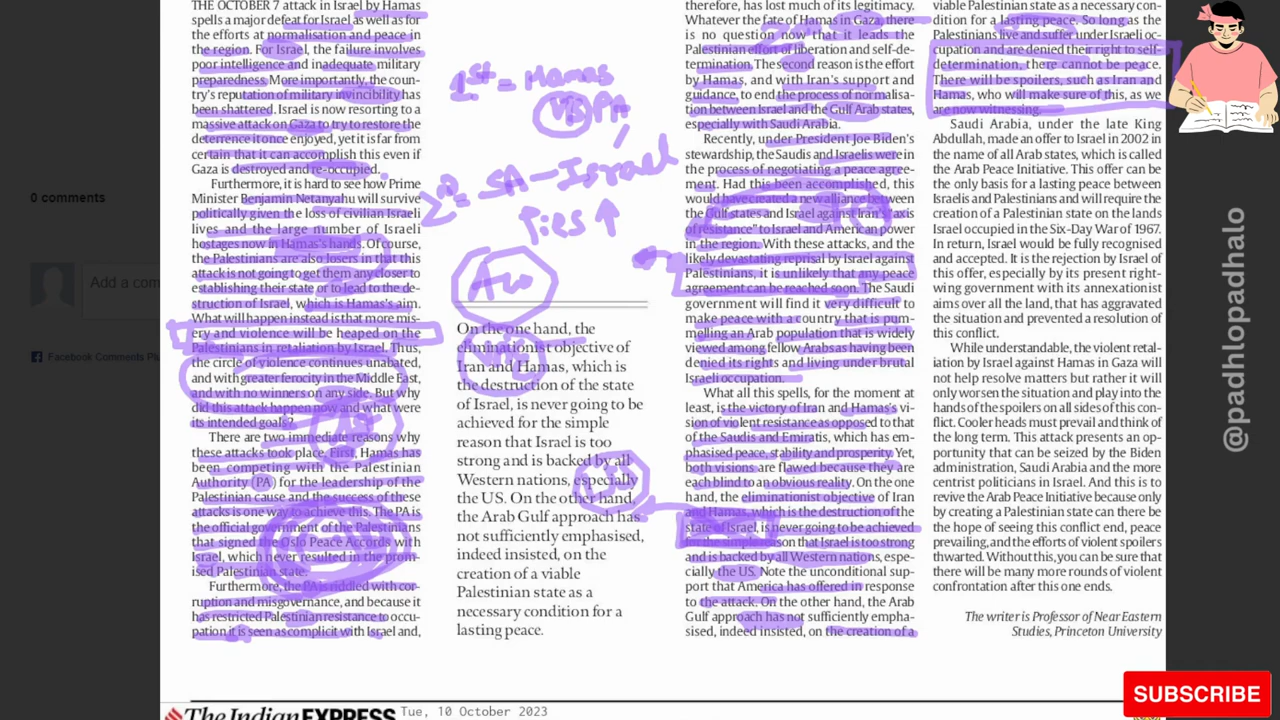 THE OCTOBER 7 attack in Israel by Hamas
spells a major defeat for Israel as well as for
the efforts at normalisation and peace in
the region. For Israel, the failure involves
poor intelligence and inadequate military
preparedness. More importantly, the coun-
try's reputation of military invincibility has
been shattered. Israel is now resorting to a
massive attack on Gaza to try to restore the
deterrence it once enjoyed, yet it is far from
certain that it can accomplish this even if
Gaza is destroyed and re-occupied.
Furthermore, it is hard to see how Prime
Minister Benjamin Netanyahu will survive
politically given the loss of civilian Israeli
lives and the large number of Israeli
hostages now in Hamas's hands. Of course,
the Palestinians are also losers in that this
attack is not going to get them any closer to
establishing their state or to lead to the de-
struction of Israel, which is Hamas's aim.
What will happen instead is that more mis-
ery and violence will be heaped on the
Palestinians in retaliation by Israel. Thus,
the circle of violence continues unabated,
and with greater ferocity in the Middle East,
and with no winners on any side. But why
did this attack happen now and what were
its intended goals?
There are two immediate reasons why
these attacks took place. First, Hamas has
been competing with the Palestinian
Authority (PA) for the leadership of the
Palestinian cause and the success of these
attacks is one way to achieve this. The PA is
the official government of the Palestinians
that signed the Oslo Peace Accords with
Israel, which never resulted in the prom-
ised Palestinian state.
Furthermore, the PA is riddled with cor-
ruption and misgovernance, and because it
has restricted Palestinian resistance to occu-
pation it is seen as complicit with Israel and,
1st = Hamas
VS PA
2nd = SA - Israel
Ties ↑
On the one hand, the
eliminationist objective of
Iran and Hamas, which is
the destruction of the state
of Israel, is never going to be
achieved for the simple
reason that Israel is too
strong and is backed by all
Western nations, especially
the US. On the other hand,
the Arab Gulf approach has
not sufficiently emphasised,
indeed insisted, on the
creation of a viable
Palestinian state as a
necessary condition for a
lasting peace.
therefore, has lost much of its legitimacy.
Whatever the fate of Hamas in Gaza, there
is no question now that it leads the
Palestinian effort of liberation and self-de-
termination. The second reason is the effort
by Hamas, and with Iran's support and
guidance, to end the process of normalisa-
tion between Israel and the Gulf Arab states,
especially with Saudi Arabia.
Recently, under President Joe Biden's
stewardship, the Saudis and Israelis were in
the process of negotiating a peace agree-
ment. Had this been accomplished, this
would have created a new alliance between
the Gulf states and Israel against Iran's "axis
of resistance" to Israel and American power
in the region. With these attacks, and the
likely devastating reprisal by Israel against
Palestinians, it is unlikely that any peace
agreement can be reached soon. The Saudi
government will find it very difficult to
make peace with a country that is pum-
melling an Arab population that is widely
viewed among fellow Arabs as having been
denied its rights and living under brutal
Israeli occupation.
What all this spells, for the moment at
least, is the victory of Iran and Hamas's vi-
sion of violent resistance as opposed to that
of the Saudis and Emiratis, which has em-
phasised peace, stability and prosperity. Yet,
both visions are flawed because they are
each blind to an obvious reality. On the one
hand, the eliminationist objective of Iran
and Hamas, which is the destruction of the
state of Israel, is never going to be achieved
for the simple reason that Israel is too strong
and is backed by all Western nations, espe-
cially the US. Note the unconditional sup-
port that America has offered in response
to the attack. On the other hand, the Arab
Gulf approach has not sufficiently empha-
sised, indeed insisted, on the creation of a
viable Palestinian state as a necessary con-
dition for a lasting peace. So long as the
Palestinians live and suffer under Israeli oc-
cupation and are denied their right to self-
determination, there cannot be peace.
There will be spoilers, such as Iran and
Hamas, who will make sure of this, as we
are now witnessing.
Saudi Arabia, under the late King
Abdullah, made an offer to Israel in 2002 in
the name of all Arab states, which is called
the Arab Peace Initiative. This offer can be
the only basis for a lasting peace between
Israelis and Palestinians and will require the
creation of a Palestinian state on the lands
Israel occupied in the Six-Day War of 1967.
In return, Israel would be fully recognised
and accepted. It is the rejection by Israel of
this offer, especially by its present right-
wing government with its annexationist
aims over all the land, that has aggravated
the situation and prevented a resolution of
this conflict.
While understandable, the violent retal-
iation by Israel against Hamas in Gaza will
not help resolve matters but rather it will
only worsen the situation and play into the
hands of the spoilers on all sides of this con-
flict. Cooler heads must prevail and think of
the long term. This attack presents an op-
portunity that can be seized by the Biden
administration, Saudi Arabia and the more
centrist politicians in Israel. And this is to
revive the Arab Peace Initiative because only
by creating a Palestinian state can there be
the hope of seeing this conflict end, peace
prevailing, and the efforts of violent spoilers
thwarted. Without this, you can be sure that
there will be many more rounds of violent
confrontation after this one ends.
The writer is Professor of Near Eastern
Studies, Princeton University
0 comments
Add a com
Facebook Comments Plu
@padhlopadhalo
SUBSCRIBE
The Indian EXPRESS
Tue, 10 October 2023